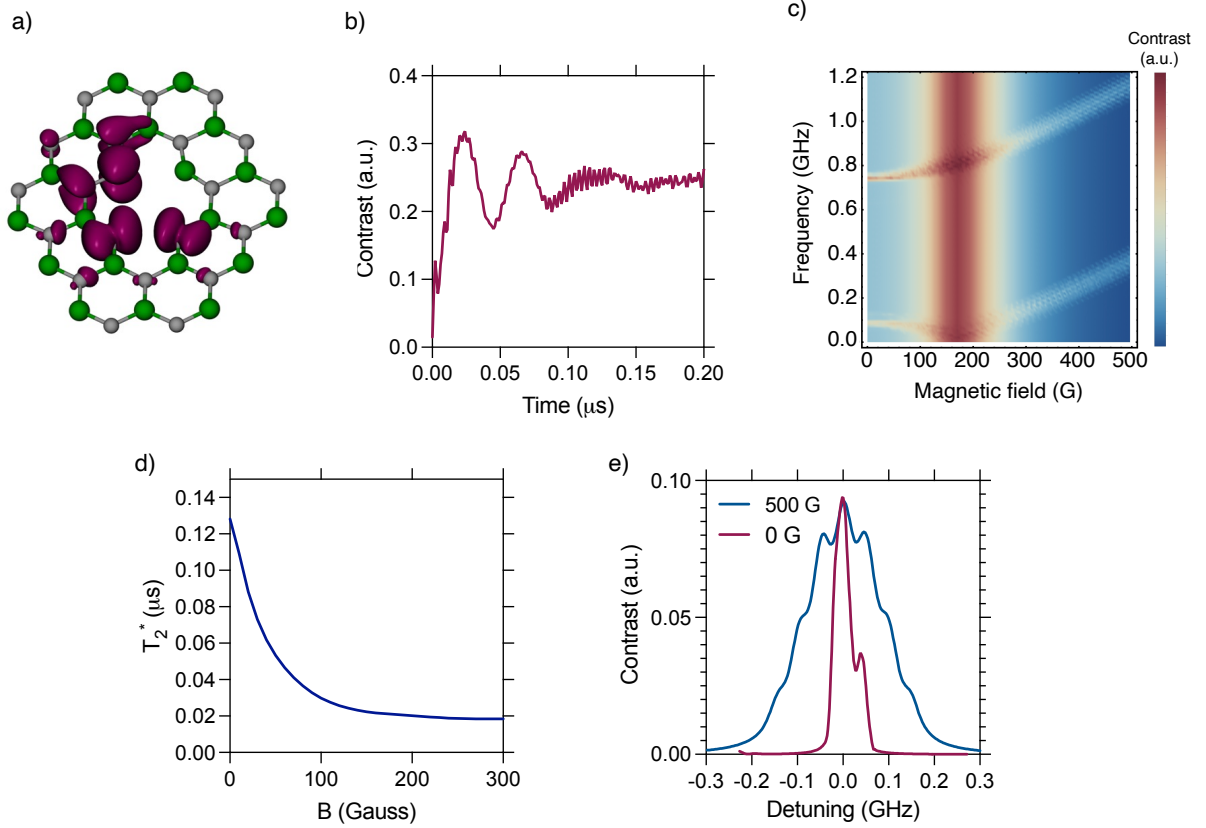 a)
b)
0.4
0.3
0.2
0.1
0.0
Contrast (a.u.)
0.00 0.05 0.10 0.15 0.20
Time (μs)
c)
Contrast
(a.u.)
1.2
1.0
0.8
0.6
0.4
0.2
0.0
Frequency (GHz)
0 100 200 300 400 500
Magnetic field (G)
d)
0.14
0.12
0.10
0.08
0.06
0.04
0.02
0.00
T2* (μs)
0 100 200 300
B (Gauss)
e)
0.10
0.05
0.00
Contrast (a.u.)
500 G
0 G
-0.3 -0.2 -0.1 0.0 0.1 0.2 0.3
Detuning (GHz)